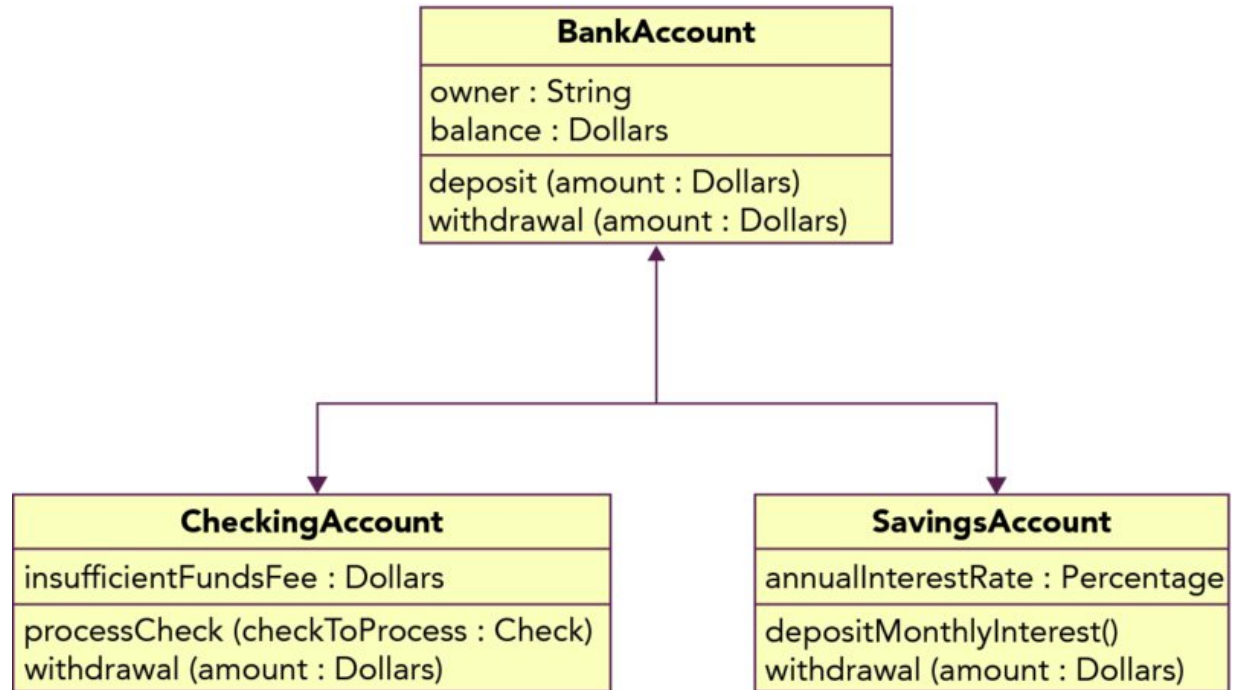 BankAccount
owner : String
balance : Dollars
deposit (amount : Dollars)
withdrawal (amount : Dollars)
CheckingAccount
insufficientFundsFee : Dollars
processCheck (checkToProcess : Check)
withdrawal (amount : Dollars)
SavingsAccount
annualInterestRate : Percentage
depositMonthlyInterest()
withdrawal (amount : Dollars)